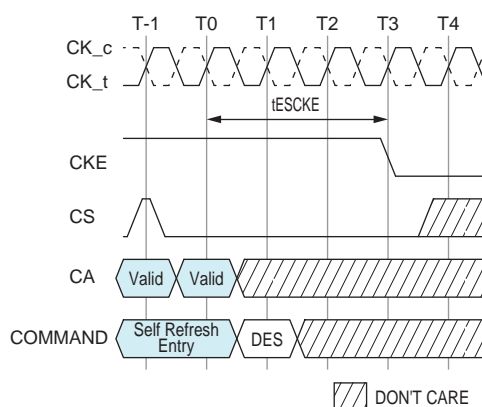 T-1 T0 T1 T2 T3 T4
CK_c
CK_t
tESCKE
CKE
CS
CA Valid Valid
COMMAND Self Refresh Entry DES
DON'T CARE